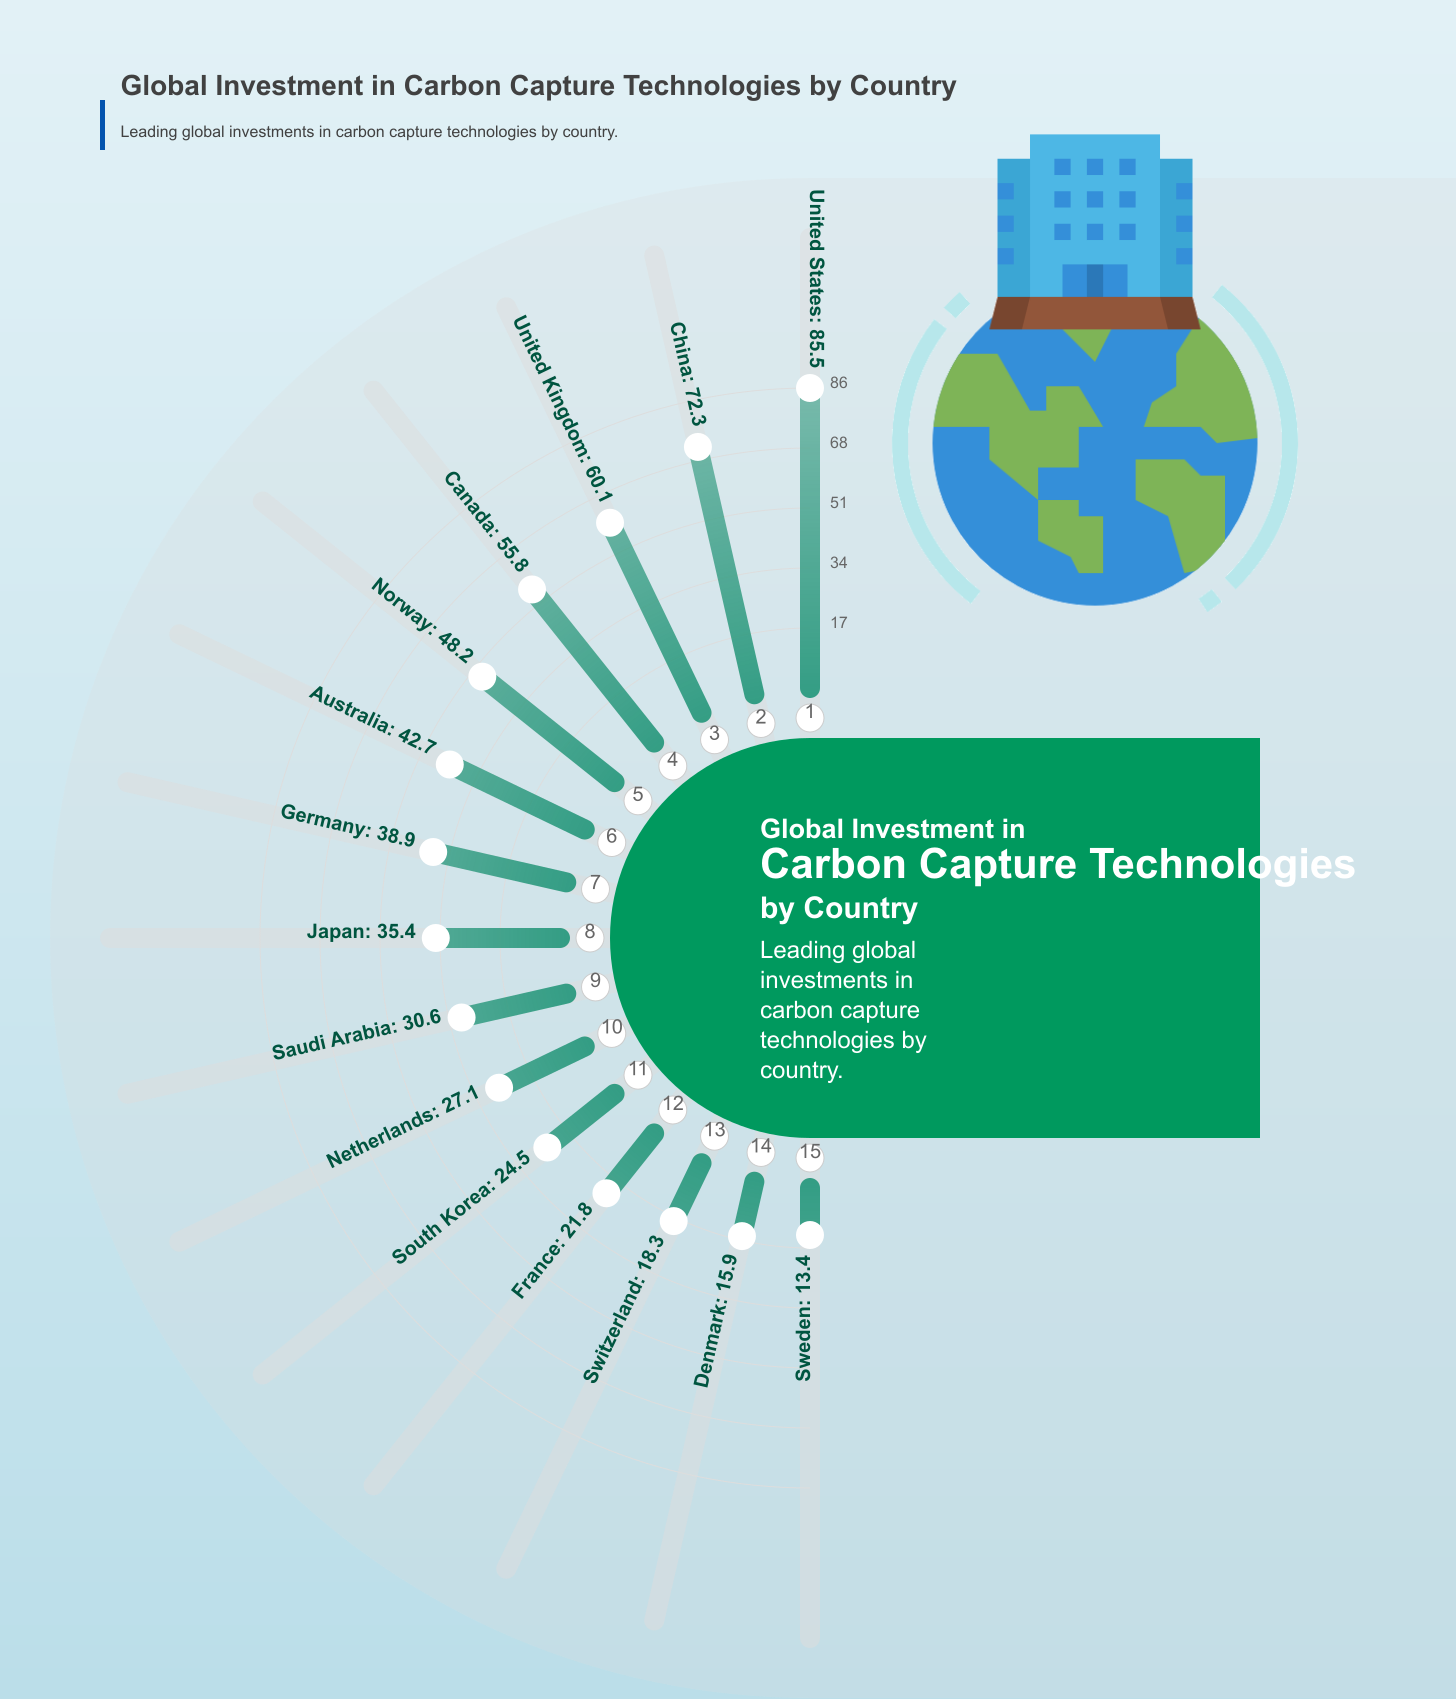 Global Investment in Carbon Capture Technologies by Country
Leading global investments in carbon capture technologies by country.
United States: 85.5
China: 72.3
United Kingdom: 60.1
Canada: 55.8
Norway: 48.2
Australia: 42.7
Germany: 38.9
Japan: 35.4
Saudi Arabia: 30.6
Netherlands: 27.1
South Korea: 24.5
France: 21.8
Switzerland: 18.3
Denmark: 15.9
Sweden: 13.4
86
68
51
34
17
1
2
3
4
5
6
7
8
9
10
11
12
13
14
15
Global Investment in
Carbon Capture Technologies
by Country
Leading global
investments in
carbon capture
technologies by
country.